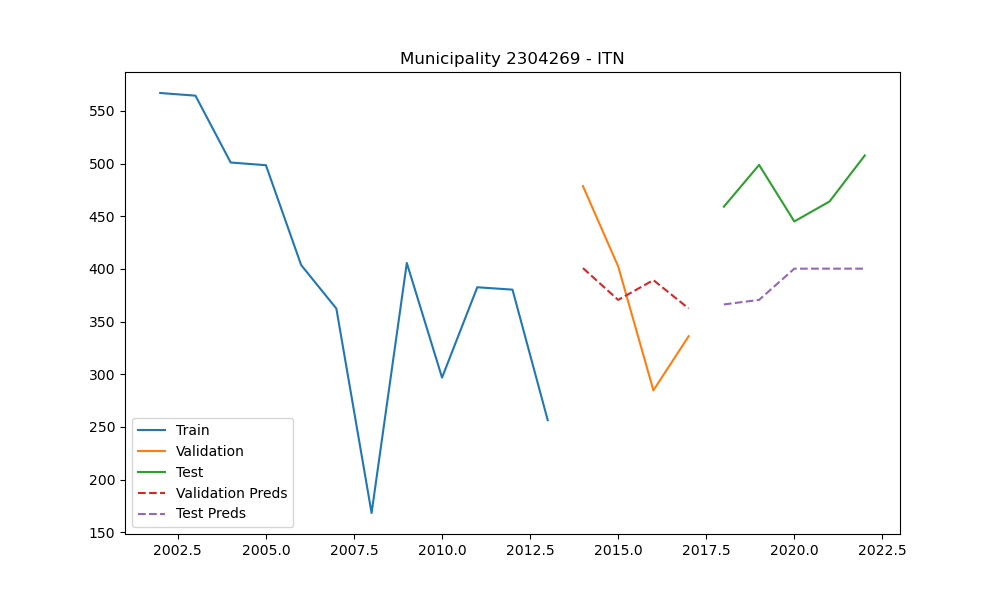 Municipality 2304269 - ITN
550
500
450
400
350
300
250
200
150
Train
Validation
Test
Validation Preds
Test Preds
2002.5 2005.0 2007.5 2010.0 2012.5 2015.0 2017.5 2020.0 2022.5